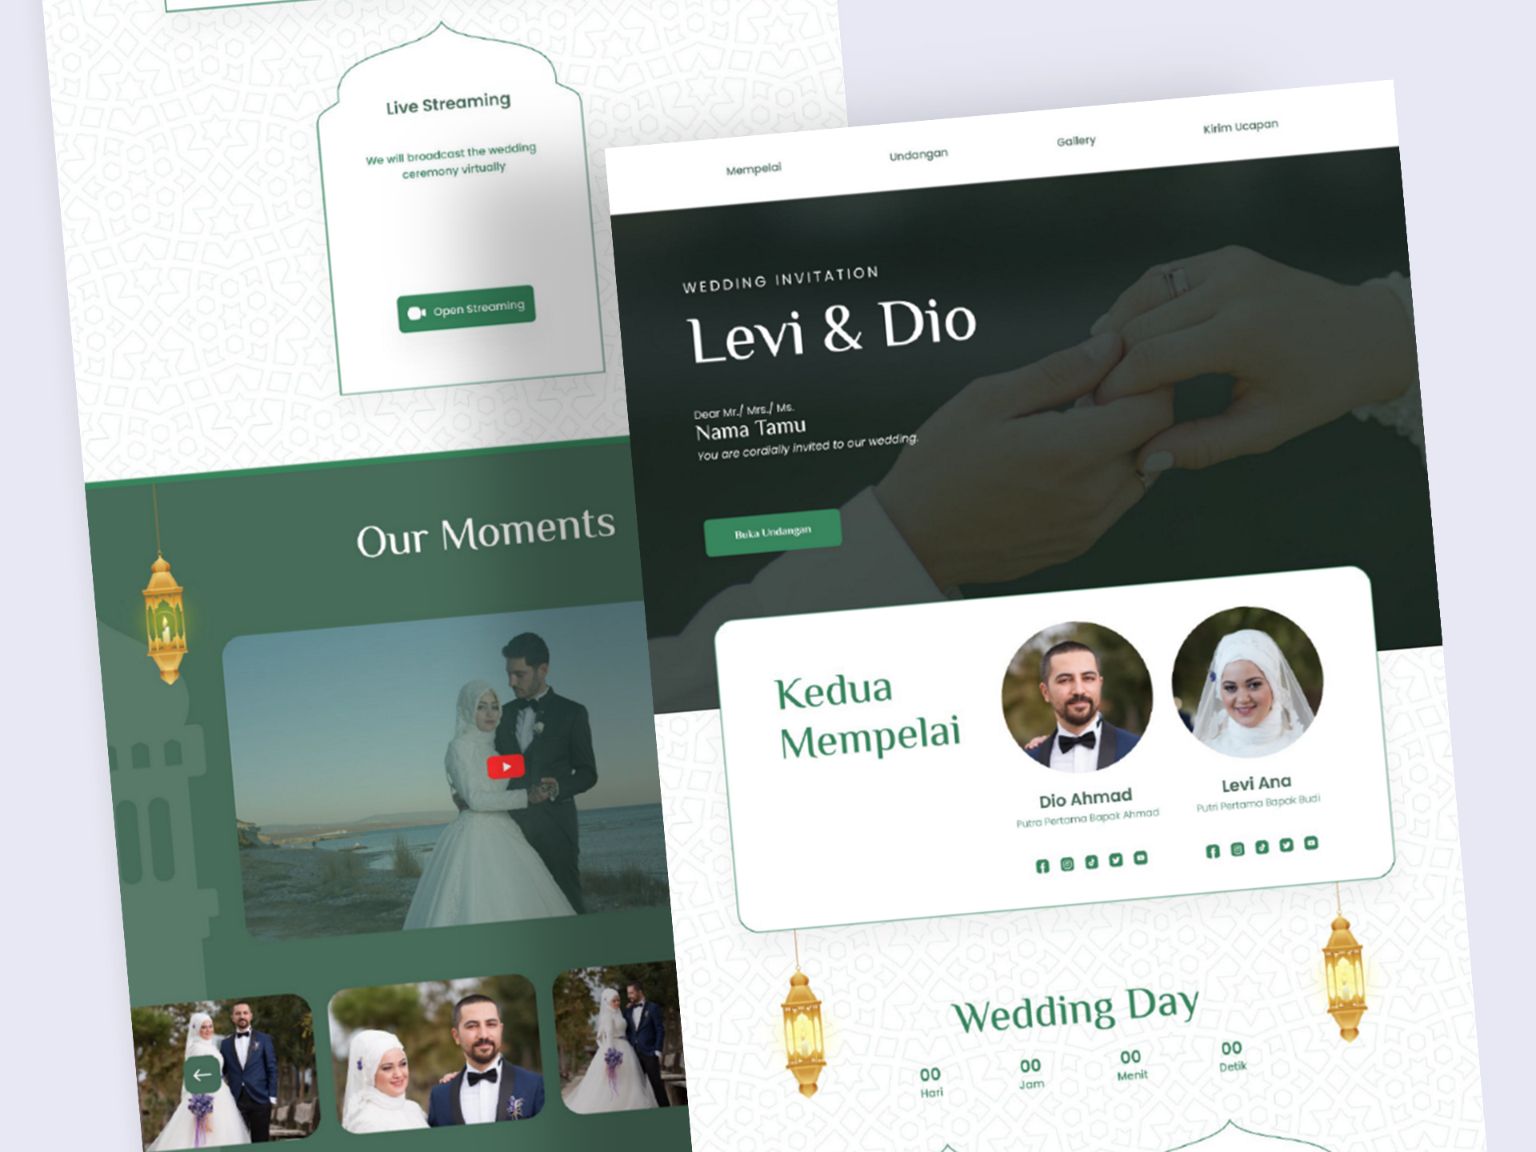 Live Streaming
We will broadcast the wedding
ceremony virtually
Open Streaming
Our Moments
Mempelai
Undangan
Gallery
Kirim Ucapan
WEDDING INVITATION
Levi & Dio
Dear Mr./ Mrs./ Ms.
Nama Tamu
You are cordially invited to our wedding.
Buka Undangan
Kedua
Mempelai
Dio Ahmad
Putra Pertama Bapak Ahmad
Levi Ana
Putri Pertama Bapak Budi
Wedding Day
00
Hari
00
Jam
00
Menit
00
Detik